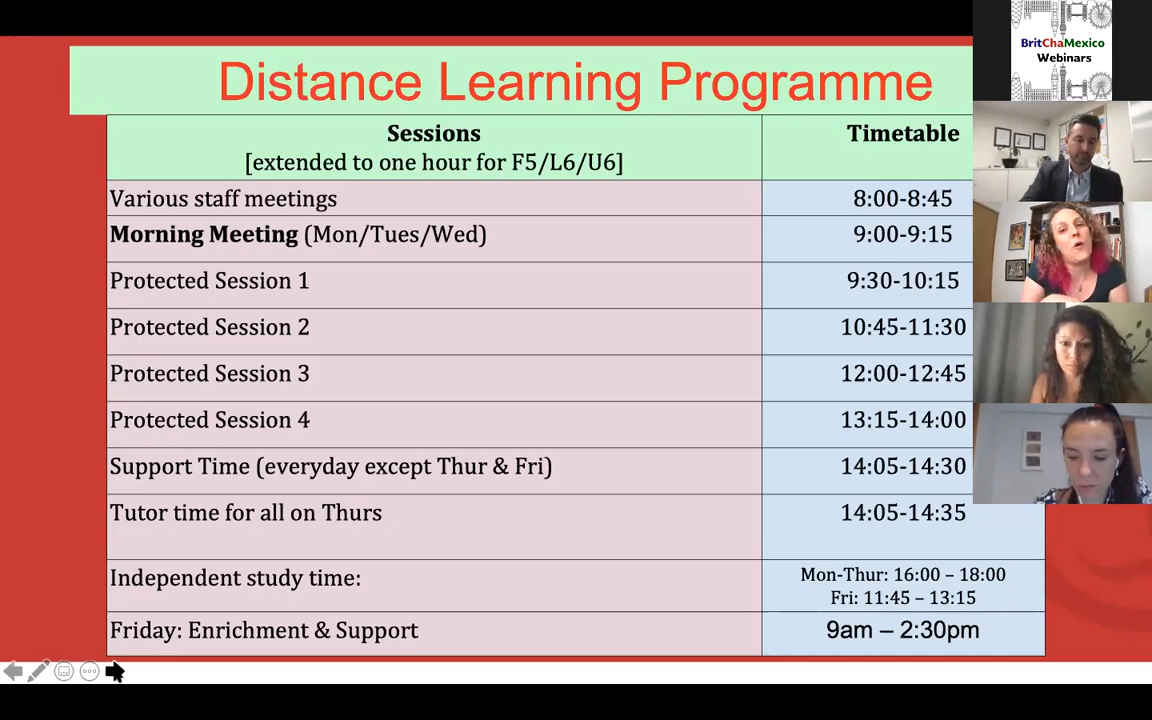 BritChaMexico
Webinars
Distance Learning Programme
Sessions
[extended to one hour for F5/L6/U6]
Timetable
Various staff meetings
8:00-8:45
Morning Meeting (Mon/Tues/Wed)
9:00-9:15
Protected Session 1
9:30-10:15
Protected Session 2
10:45-11:30
Protected Session 3
12:00-12:45
Protected Session 4
13:15-14:00
Support Time (everyday except Thur & Fri)
14:05-14:30
Tutor time for all on Thurs
14:05-14:35
Independent study time:
Mon-Thur: 16:00 – 18:00
Fri: 11:45 – 13:15
Friday: Enrichment & Support
9am – 2:30pm